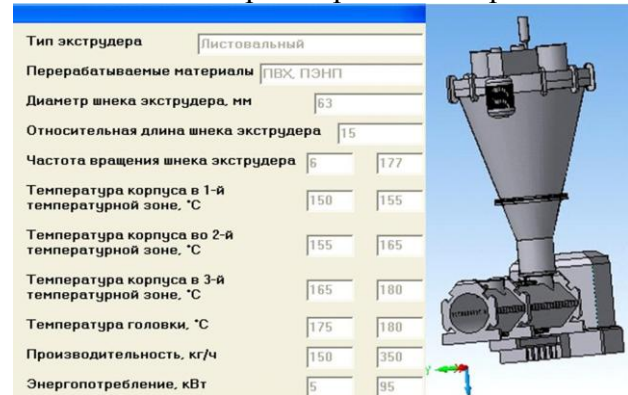 Тип экструдера Листовальный
Перерабатываемые материалы ПВХ, ПЭНП
Диаметр шнека экструдера, мм 63
Относительная длина шнека экструдера 15
Частота вращения шнека экструдера 6 177
Температура корпуса в 1-й
температурной зоне, °C 150 155
Температура корпуса во 2-й
температурной зоне, °C 155 165
Температура корпуса в 3-й
температурной зоне, °C 165 180
Температура головки, °C 175 180
Производительность, кг/ч 150 350
Энергопотребление, кВт 5 95
Y